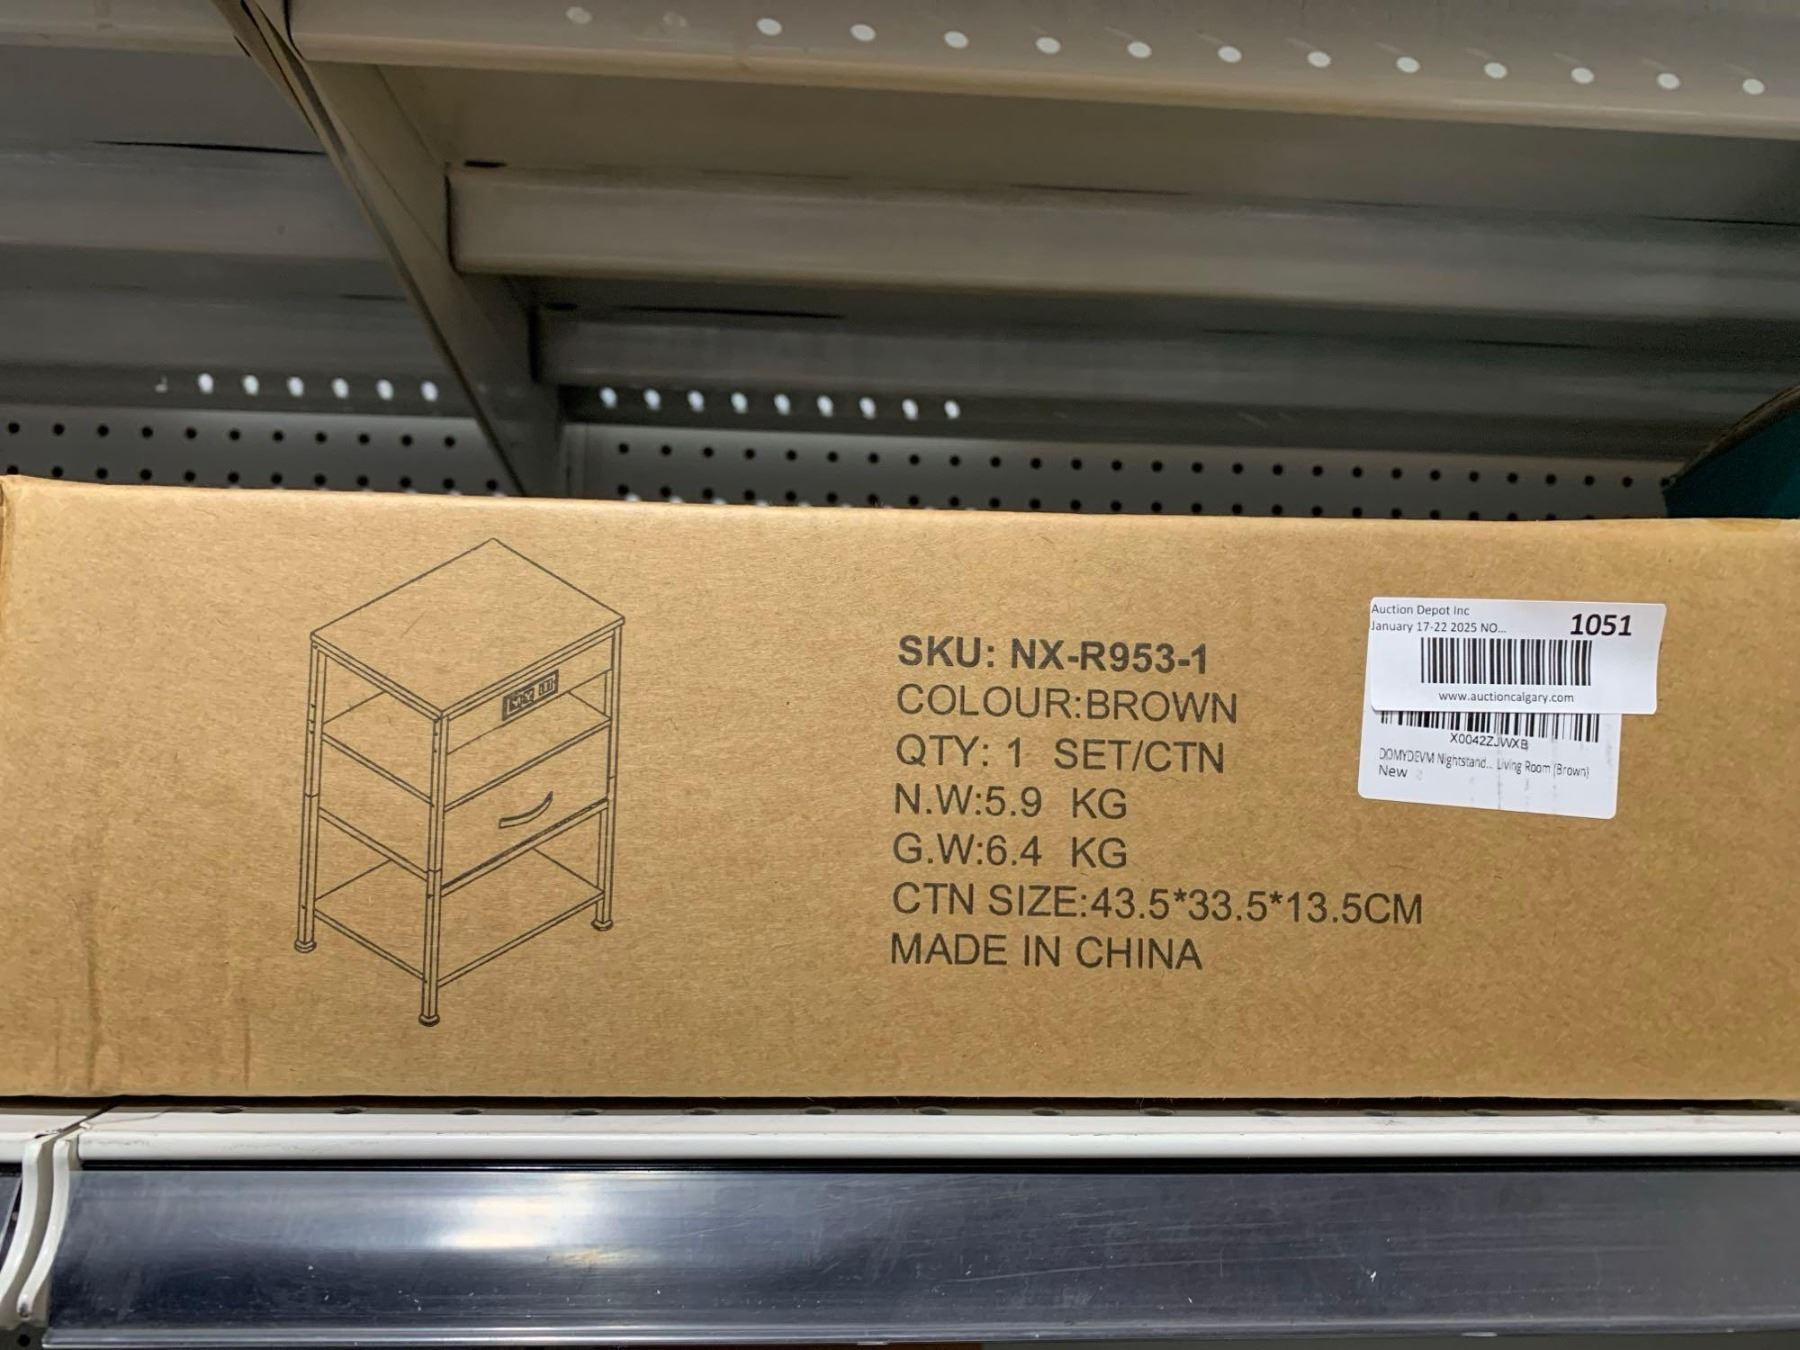 SKU: NX-R953-1
COLOUR:BROWN
QTY: 1 SET/CTN
N.W:5.9 KG
G.W:6.4 KG
CTN SIZE:43.5*33.5*13.5CM
MADE IN CHINA
Auction Depot Inc
January 17-22 2025 NO...
1051
www.auctioncalgary.com
X0042ZJWXB
DOMYDEVM Nightstand... Living Room (Brown)
New